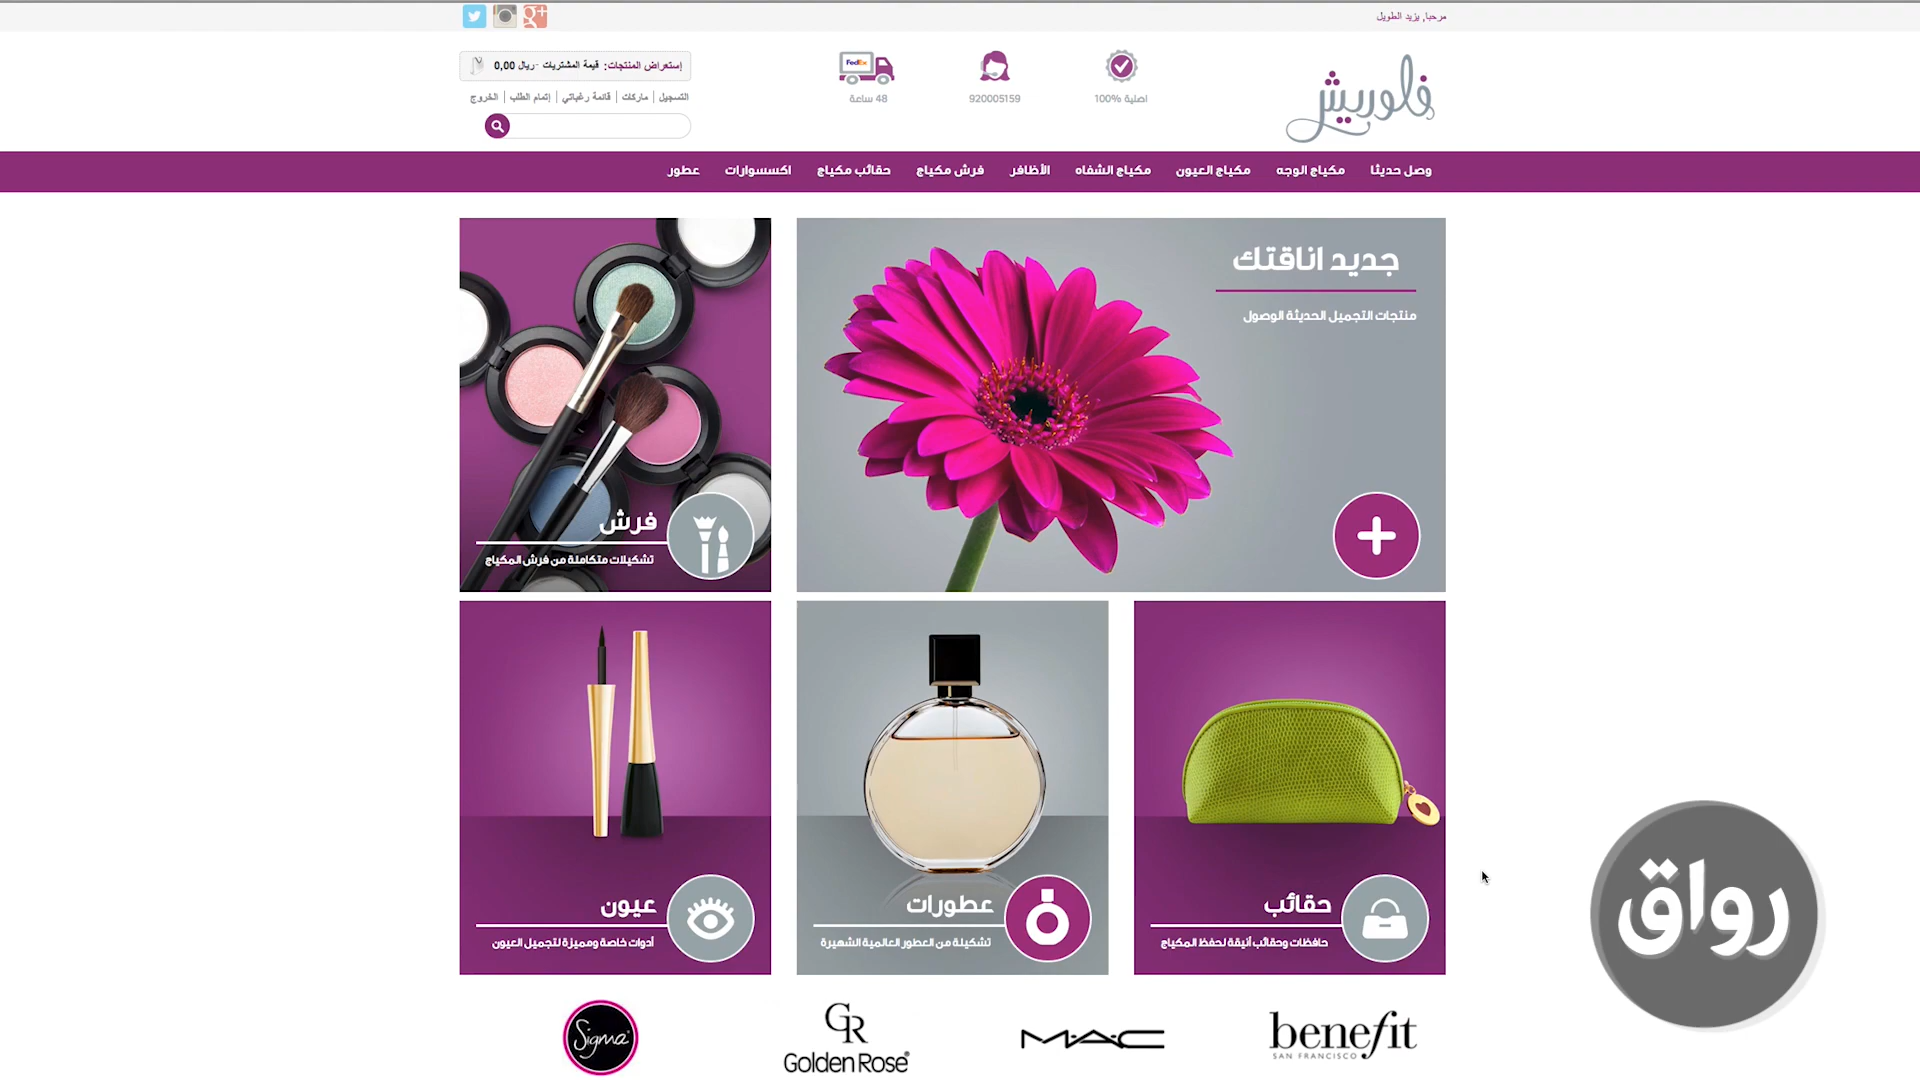 مرحبا, يزيد الطويل
فلوريش
اصلية %100
920005159
FedEx
48 ساعة
إستعراض المنتجات: قيمة المشتريات - ريال 0,00
التسجيل | ماركات | قائمة رغباتي | إتمام الطلب | الخروج
وصل حديثا
مكياج الوجه
مكياج العيون
مكياج الشفاه
الأظافر
فرش مكياج
حقائب مكياج
اكسسوارات
عطور
جديد اناقتك
منتجات التجميل الحديثة الوصول
فرش
تشكيلات متكاملة من فرش المكياج
حقائب
حافظات وحقائب أنيقة لحفظ المكياج
عطورات
تشكيلة من العطور العالمية الشهيرة
عيون
أدوات خاصة ومميزة لتجميل العيون
رواق
benefit
SAN FRANCISCO
M·A·C
GR
Golden Rose®
Sigma